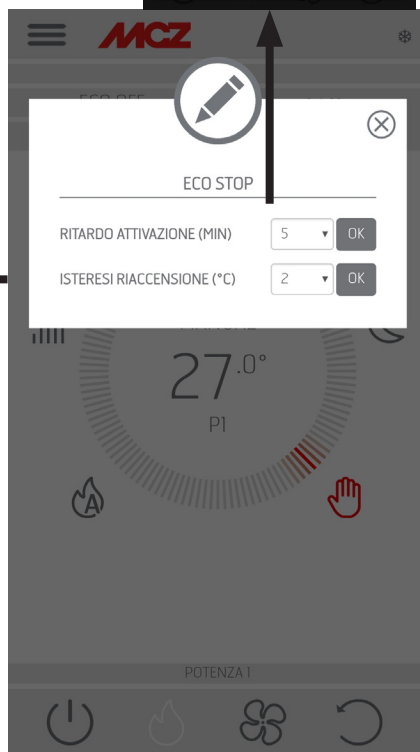 MCZ
ECO STOP
RITARDO ATTIVAZIONE (MIN) 5 OK
ISTERESI RIACCENSIONE (°C) 2 OK
27.0°
P1
A
POTENZA 1